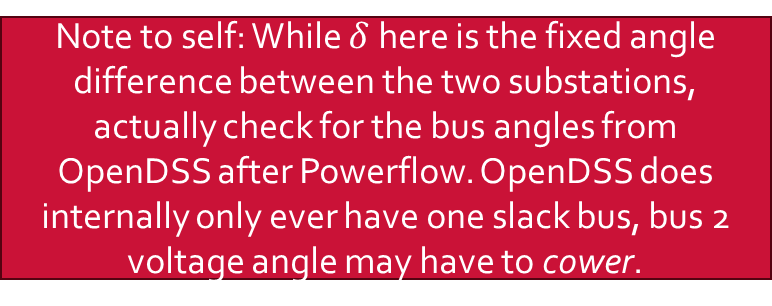 Note to self: While 𝛿 here is the fixed angle
difference between the two substations,
actually check for the bus angles from
OpenDSS after Powerflow. OpenDSS does
internally only ever have one slack bus, bus 2
voltage angle may have to cower.